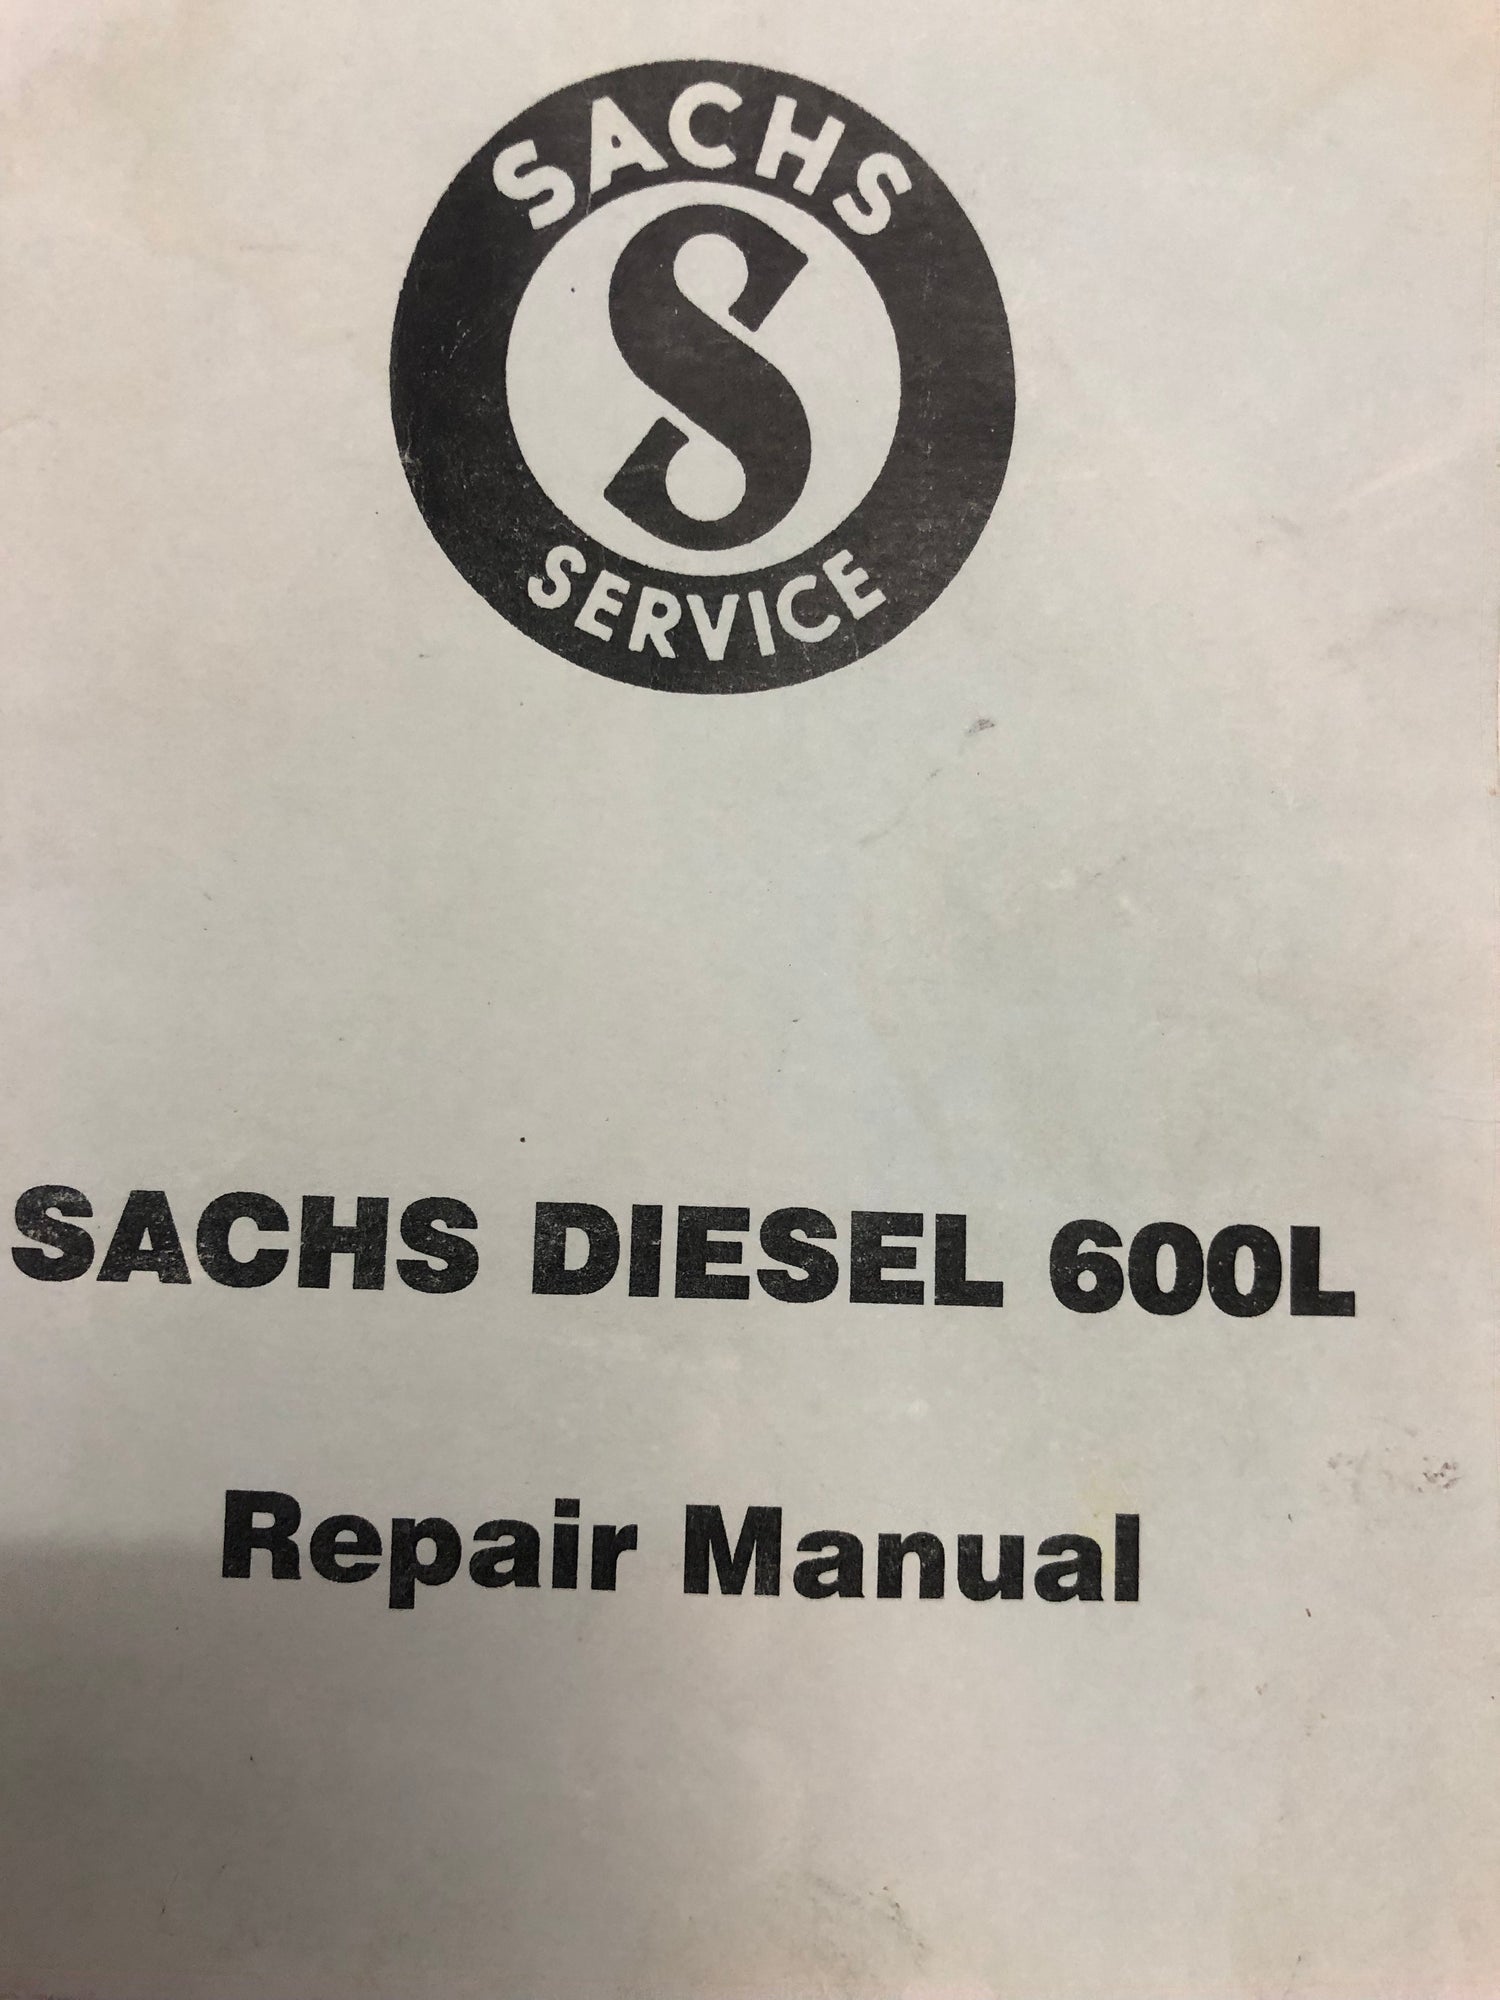 SACHS
S
SERVICE
SACHS DIESEL 600L
Repair Manual